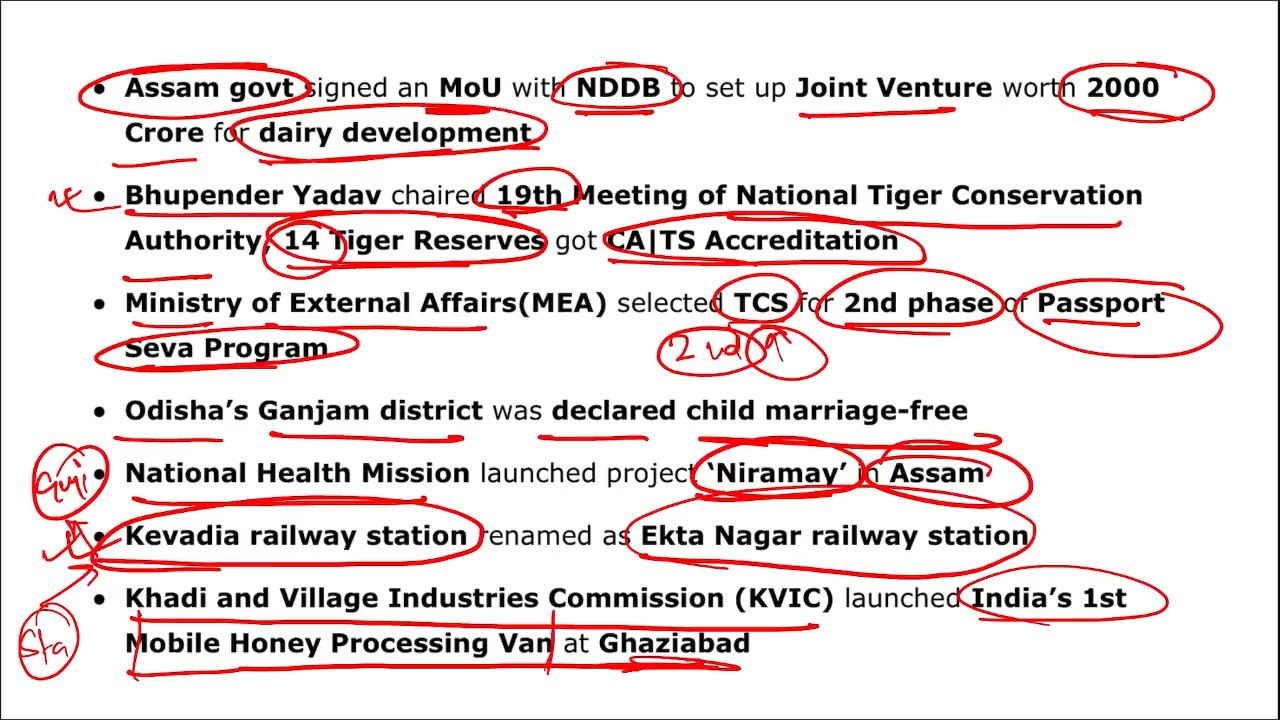 • Assam govt signed an MoU with NDDB to set up Joint Venture worth 2000
Crore for dairy development
• Bhupender Yadav chaired 19th Meeting of National Tiger Conservation
Authority, 14 Tiger Reserves got CA|TS Accreditation
• Ministry of External Affairs(MEA) selected TCS for 2nd phase of Passport
Seva Program
2nd
• Odisha’s Ganjam district was declared child marriage-free
• National Health Mission launched project ‘Niramay’ in Assam
Guj
• Kevadia railway station renamed as Ekta Nagar railway station
• Khadi and Village Industries Commission (KVIC) launched India’s 1st
Sta
Mobile Honey Processing Van at Ghaziabad